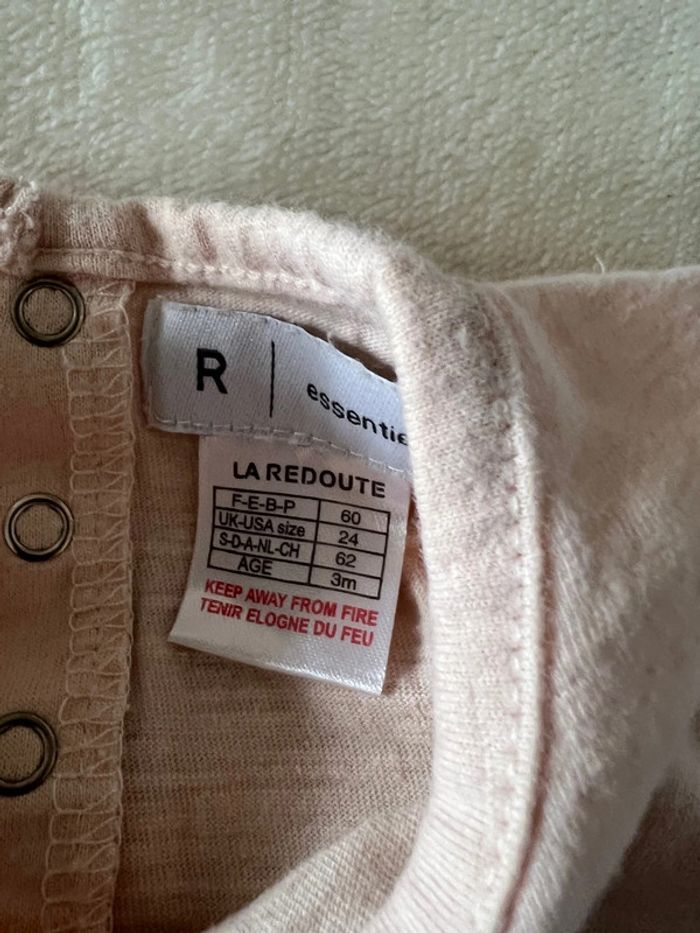 R | essentie
LA REDOUTE
F-E-B-P 60
UK-USA size 24
S-D-A-NL-CH 62
AGE 3m
KEEP AWAY FROM FIRE
TENIR ELOGNE DU FEU